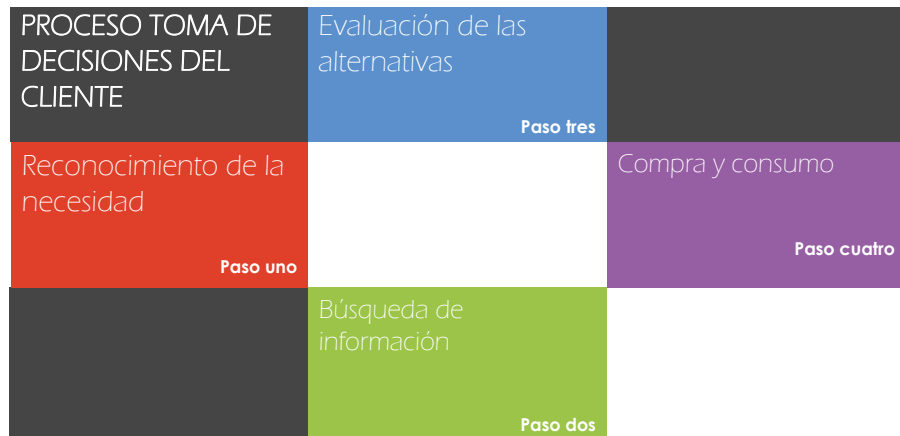 PROCESO TOMA DE
DECISIONES DEL
CLIENTE
Evaluación de las
alternativas
Paso tres
Reconocimiento de la
necesidad
Paso uno
Compra y consumo
Paso cuatro
Búsqueda de
información
Paso dos